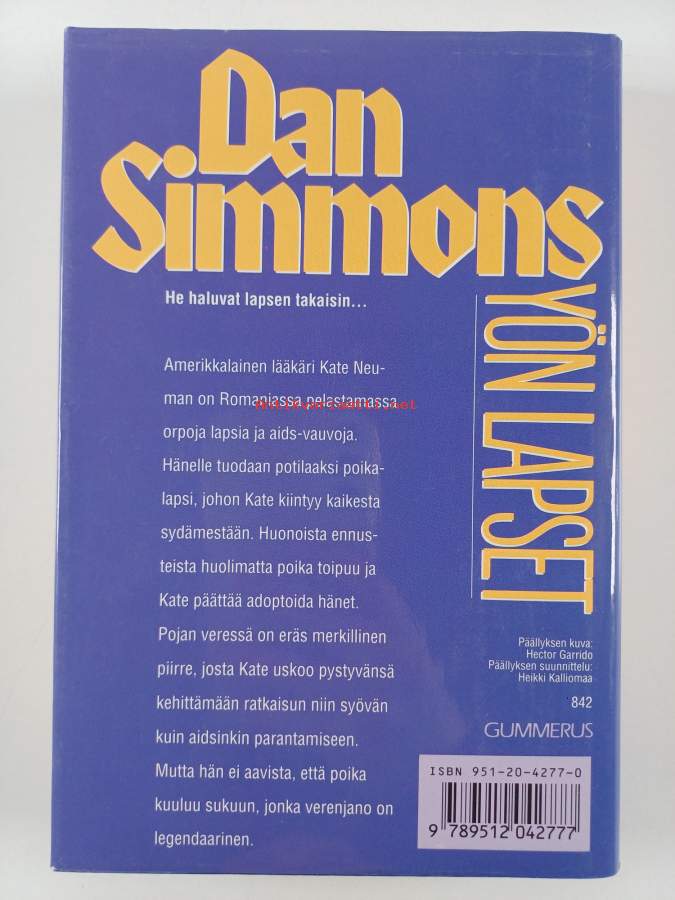 Dan
Simmons
YÖN LAPSET
He haluvat lapsen takaisin...
Amerikkalainen lääkäri Kate Neu-
man on Romaniassa pelastamassa
Antikvariaatti.net
orpoja lapsia ja aids-vauvoja.
Hänelle tuodaan potilaaksi poika-
lapsi, johon Kate kiintyy kaikesta
sydämestään. Huonoista ennus-
teista huolimatta poika toipuu ja
Kate päättää adoptoida hänet.
Pojan veressä on eräs merkillinen
piirre, josta Kate uskoo pystyvänsä
kehittämään ratkaisun niin syövän
kuin aidsinkin parantamiseen.
Mutta hän ei aavista, että poika
kuuluu sukuun, jonka verenjano on
legendaarinen.
Päällyksen kuva:
Hector Garrido
Päällyksen suunnittelu:
Heikki Kalliomaa
842
GUMMERUS
ISBN 951-20-4277-0
9 789512 042777